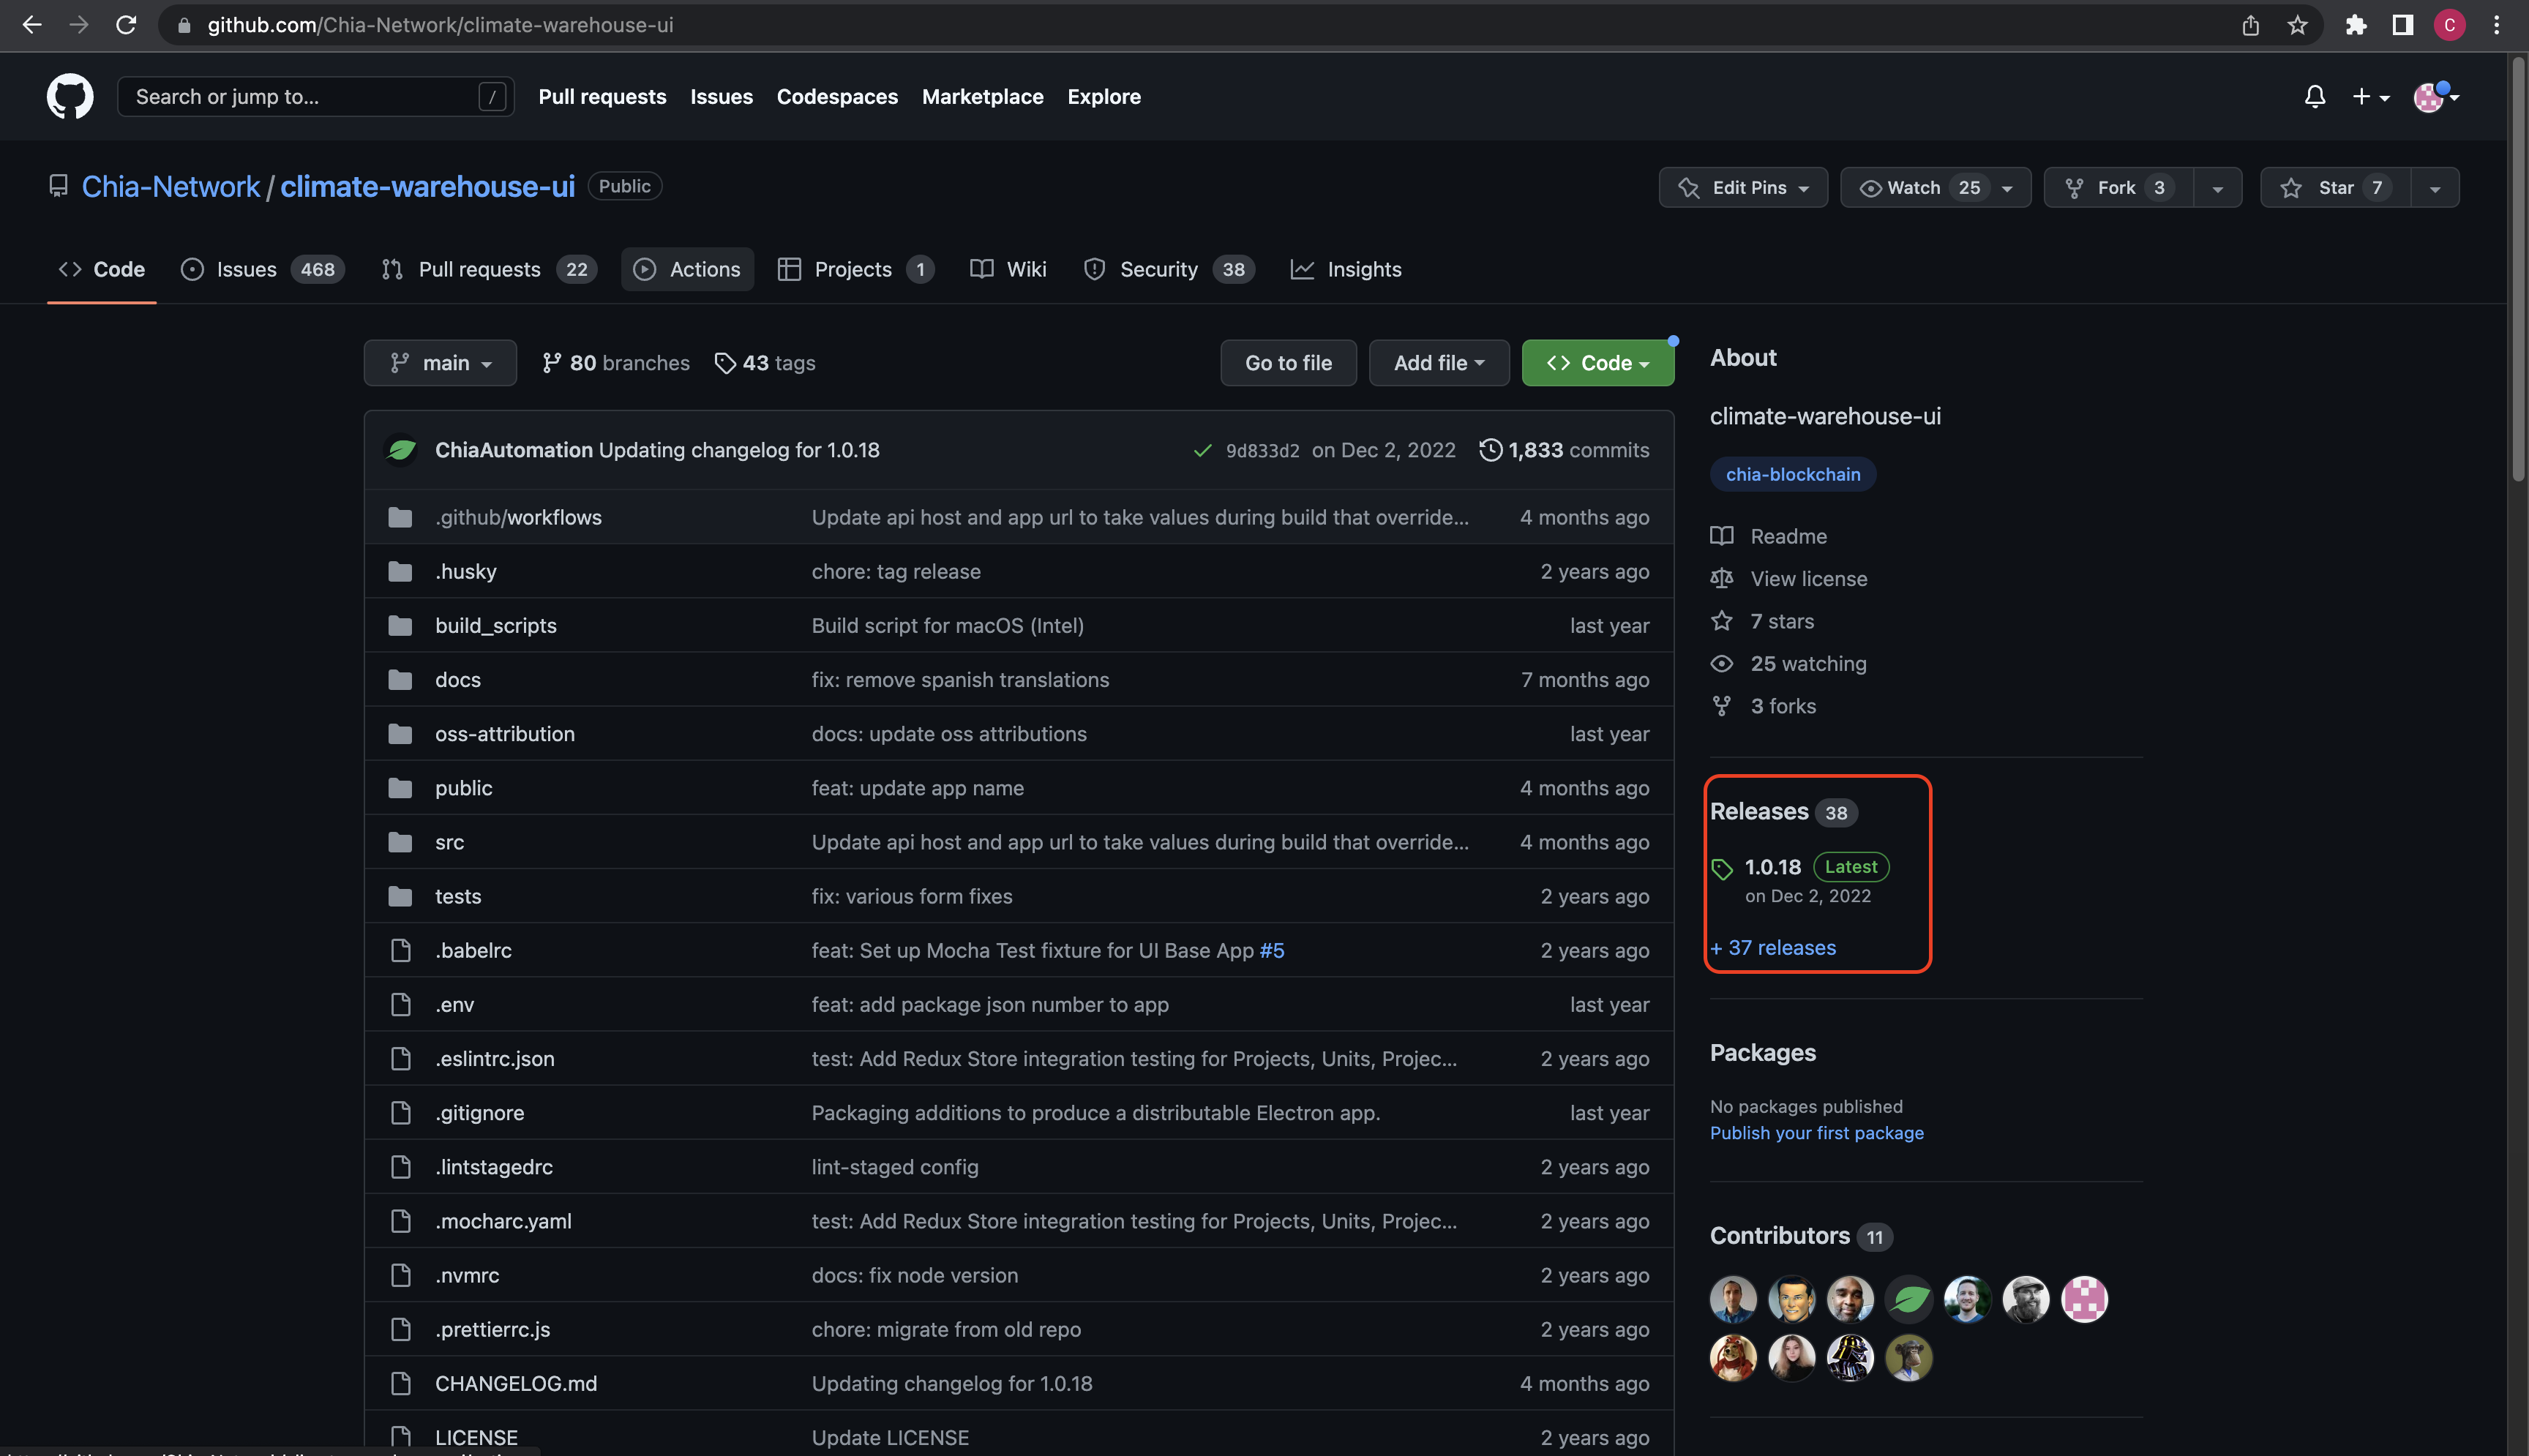 github.com/Chia-Network/climate-warehouse-ui
C
Search or jump to...
/
Pull requests
Issues
Codespaces
Marketplace
Explore
Chia-Network / climate-warehouse-ui
Public
Edit Pins
Watch 25
Fork 3
Star 7
Code
Issues 468
Pull requests 22
Actions
Projects 1
Wiki
Security 38
Insights
main
80 branches
43 tags
Go to file
Add file
Code
ChiaAutomation Updating changelog for 1.0.18
9d833d2 on Dec 2, 2022
1,833 commits
.github/workflows Update api host and app url to take values during build that override... 4 months ago
.husky chore: tag release 2 years ago
build_scripts Build script for macOS (Intel) last year
docs fix: remove spanish translations 7 months ago
oss-attribution docs: update oss attributions last year
public feat: update app name 4 months ago
src Update api host and app url to take values during build that override... 4 months ago
tests fix: various form fixes 2 years ago
.babelrc feat: Set up Mocha Test fixture for UI Base App #5 2 years ago
.env feat: add package json number to app last year
.eslintrc.json test: Add Redux Store integration testing for Projects, Units, Projec... 2 years ago
.gitignore Packaging additions to produce a distributable Electron app. last year
.lintstagedrc lint-staged config 2 years ago
.mocharc.yaml test: Add Redux Store integration testing for Projects, Units, Projec... 2 years ago
.nvmrc docs: fix node version 2 years ago
.prettierrc.js chore: migrate from old repo 2 years ago
CHANGELOG.md Updating changelog for 1.0.18 4 months ago
LICENSE Update LICENSE 2 years ago
About
climate-warehouse-ui
chia-blockchain
Readme
View license
7 stars
25 watching
3 forks
Releases 38
1.0.18 Latest
on Dec 2, 2022
+ 37 releases
Packages
No packages published
Publish your first package
Contributors 11